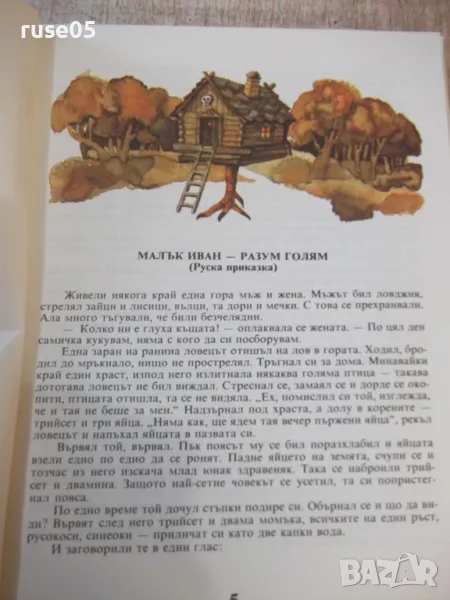 ruse05
МАЛЪК ИВАН — РАЗУМ ГОЛЯМ
(Руска приказка)
Живели някога край една гора мъж и жена. Мъжът бил ловджия,
стрелял зайци и лисици, вълци, та дори и мечки. С това се прехранвали.
Ала много тъгували, че били безчедлни.
— Колко ни е глуха къщата! — оплаквала се жената. — По цял ден
самичка кукувам, няма с кого да си посборувам.
Една заран на ранина ловецът отишъл на лов в гората. Ходил, бро-
дил до мръкнало, нищо не прострелял. Тръгнал си за дома. Минавайки
край един храст, изпод него излитнала някаква голяма птица — такава
дотогава ловецът не бил виждал. Стреснал се, замаял се и дорде се око-
пити, птицата отишла, та се не видяла. „Ех, помислил си той, изглежда,
че и тая не беше за мен.“ Надзърнал под храста, а долу в корените —
трийсет и три яйца. „Няма как, ще ядем тая вечер пържени яйца“, рекъл
ловецът и напъхал яйцата в пазвата си.
Вървял той, вървял. Пък поясът му се бил поразхлабил и яйцата
взели едно по едно да се ронят. Падне яйцето на земята, счупи се и
тозчас из него изскача млад юнак здравеняк. Така се наброили трий-
сет и двамина. Защото най-сетне човекът се усетил, та си пристег-
нал пояса.
По едно време той дочул стъпки подире си. Обърнал се и що да ви-
ди? Вървят след него трийсет и двама момъка, всичките на един ръст,
русокоси, синеоки — приличат си като две капки вода.
И заговорили те в един глас:
5
BAZAR.BG